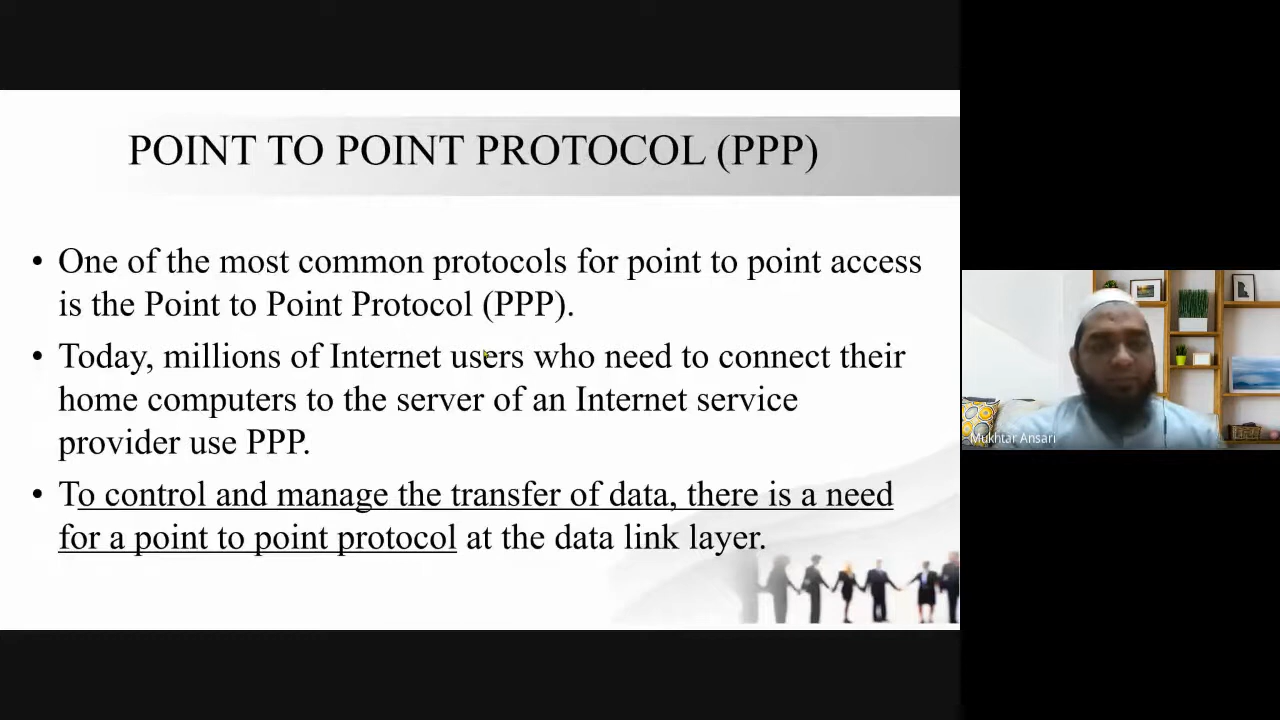 POINT TO POINT PROTOCOL (PPP)
• One of the most common protocols for point to point access
is the Point to Point Protocol (PPP).
• Today, millions of Internet users who need to connect their
home computers to the server of an Internet service
provider use PPP.
• To control and manage the transfer of data, there is a need
for a point to point protocol at the data link layer.
Mukhtar Ansari